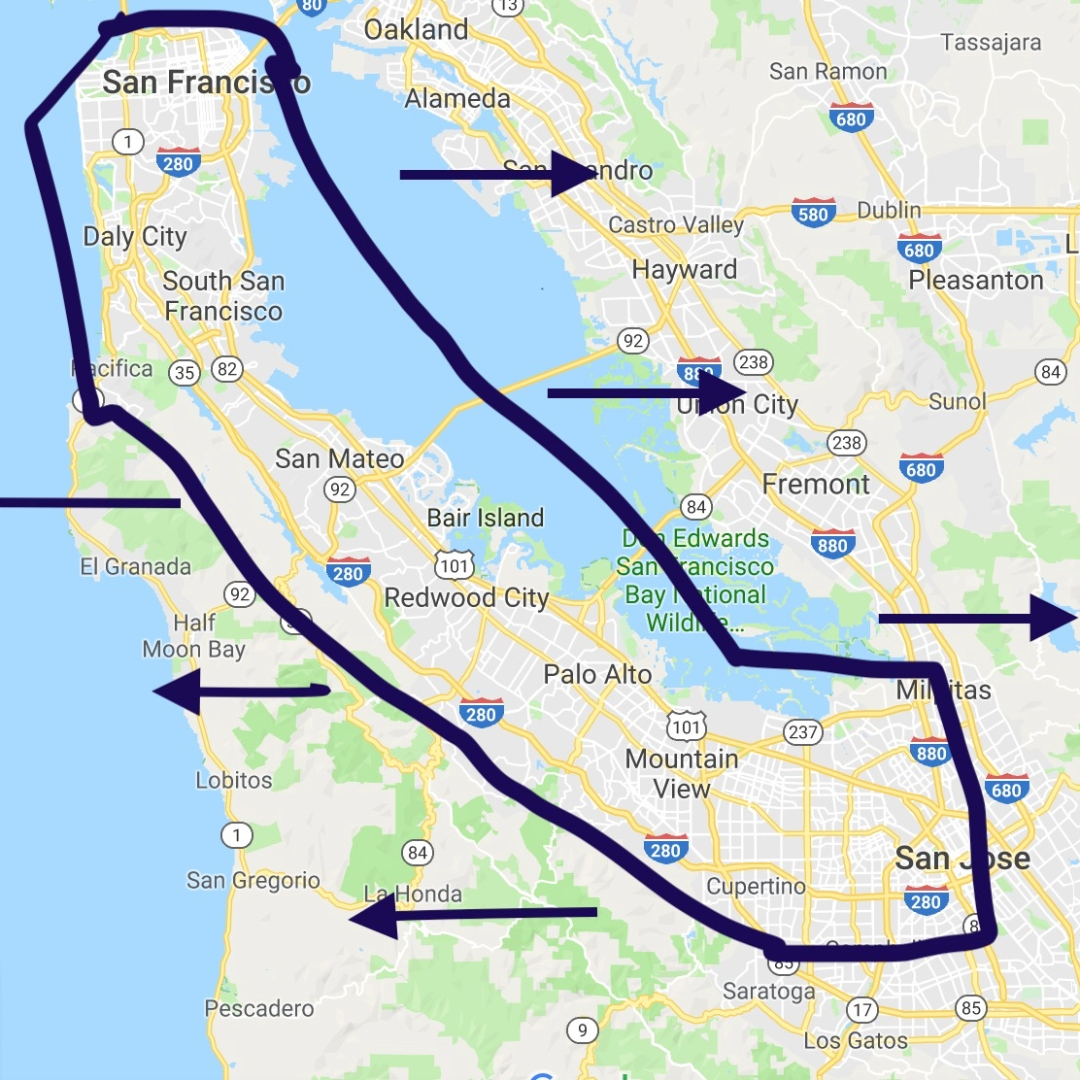 80
13
Oakland
Tassajara
San Francisco
San Ramon
Alameda
680
1
280
San Leandro
580
Dublin
Castro Valley
Daly City
680
L
Hayward
Pleasanton
South San
Francisco
92
Pacifica
35
82
880
238
84
Union City
Sunol
238
San Mateo
680
92
Fremont
84
Bair Island
Don Edwards
San Francisco
Bay National
Wildlife...
880
El Granada
101
280
92
Redwood City
Half
Moon Bay
Palo Alto
Milpitas
280
101
237
Mountain
View
880
Lobitos
680
1
84
280
San Jose
San Gregorio
La Honda
Cupertino
280
Campbell
85
Saratoga
Pescadero
9
17
85
Los Gatos
Google